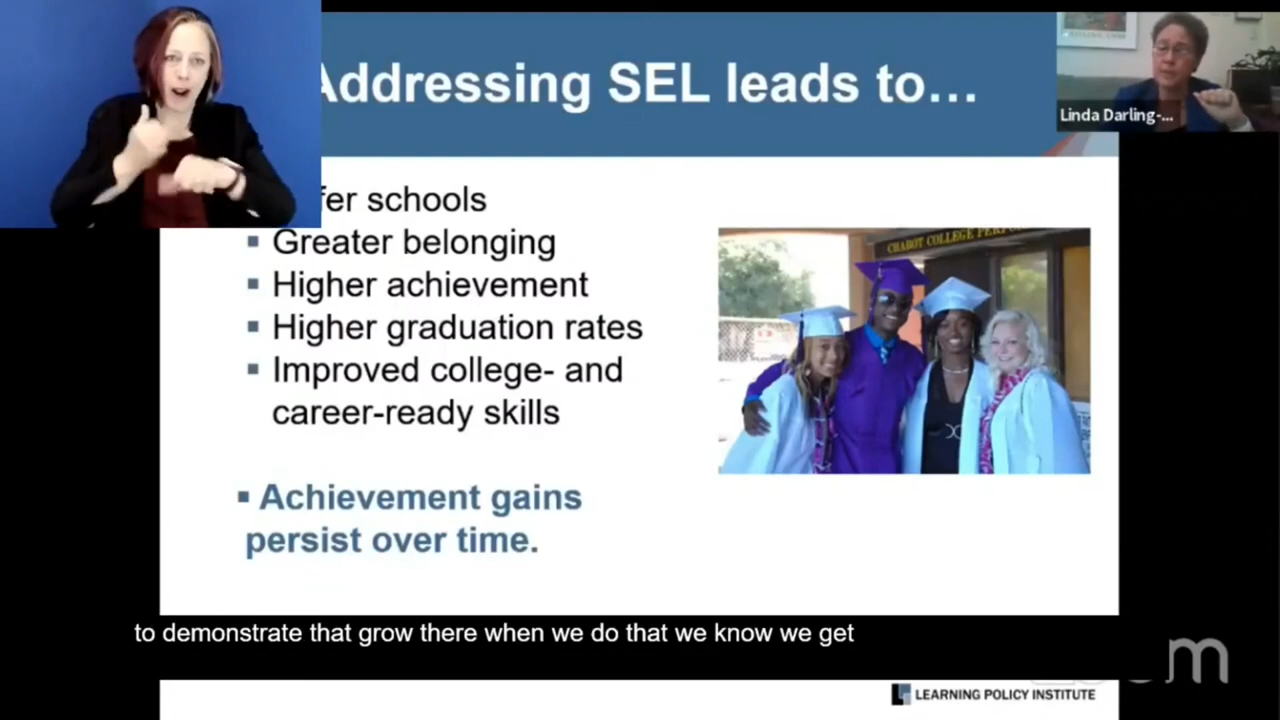 Addressing SEL leads to…
Linda Darling-...
fer schools
▪ Greater belonging
▪ Higher achievement
▪ Higher graduation rates
▪ Improved college- and
career-ready skills
CHABOT COLLEGE PERFO
▪ Achievement gains
persist over time.
to demonstrate that grow there when we do that we know we get
LEARNING POLICY INSTITUTE